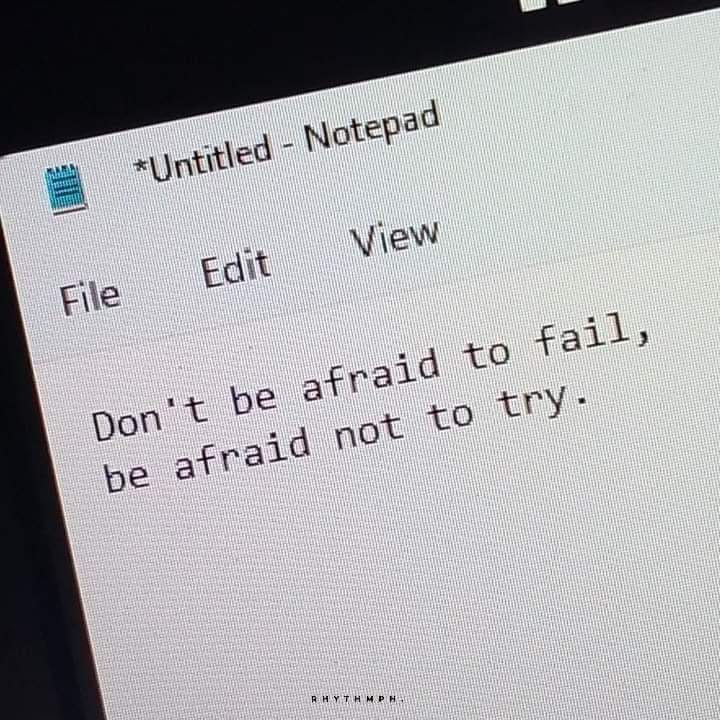 *Untitled - Notepad
File Edit View
Don't be afraid to fail,
be afraid not to try.
RHYTHMPH.